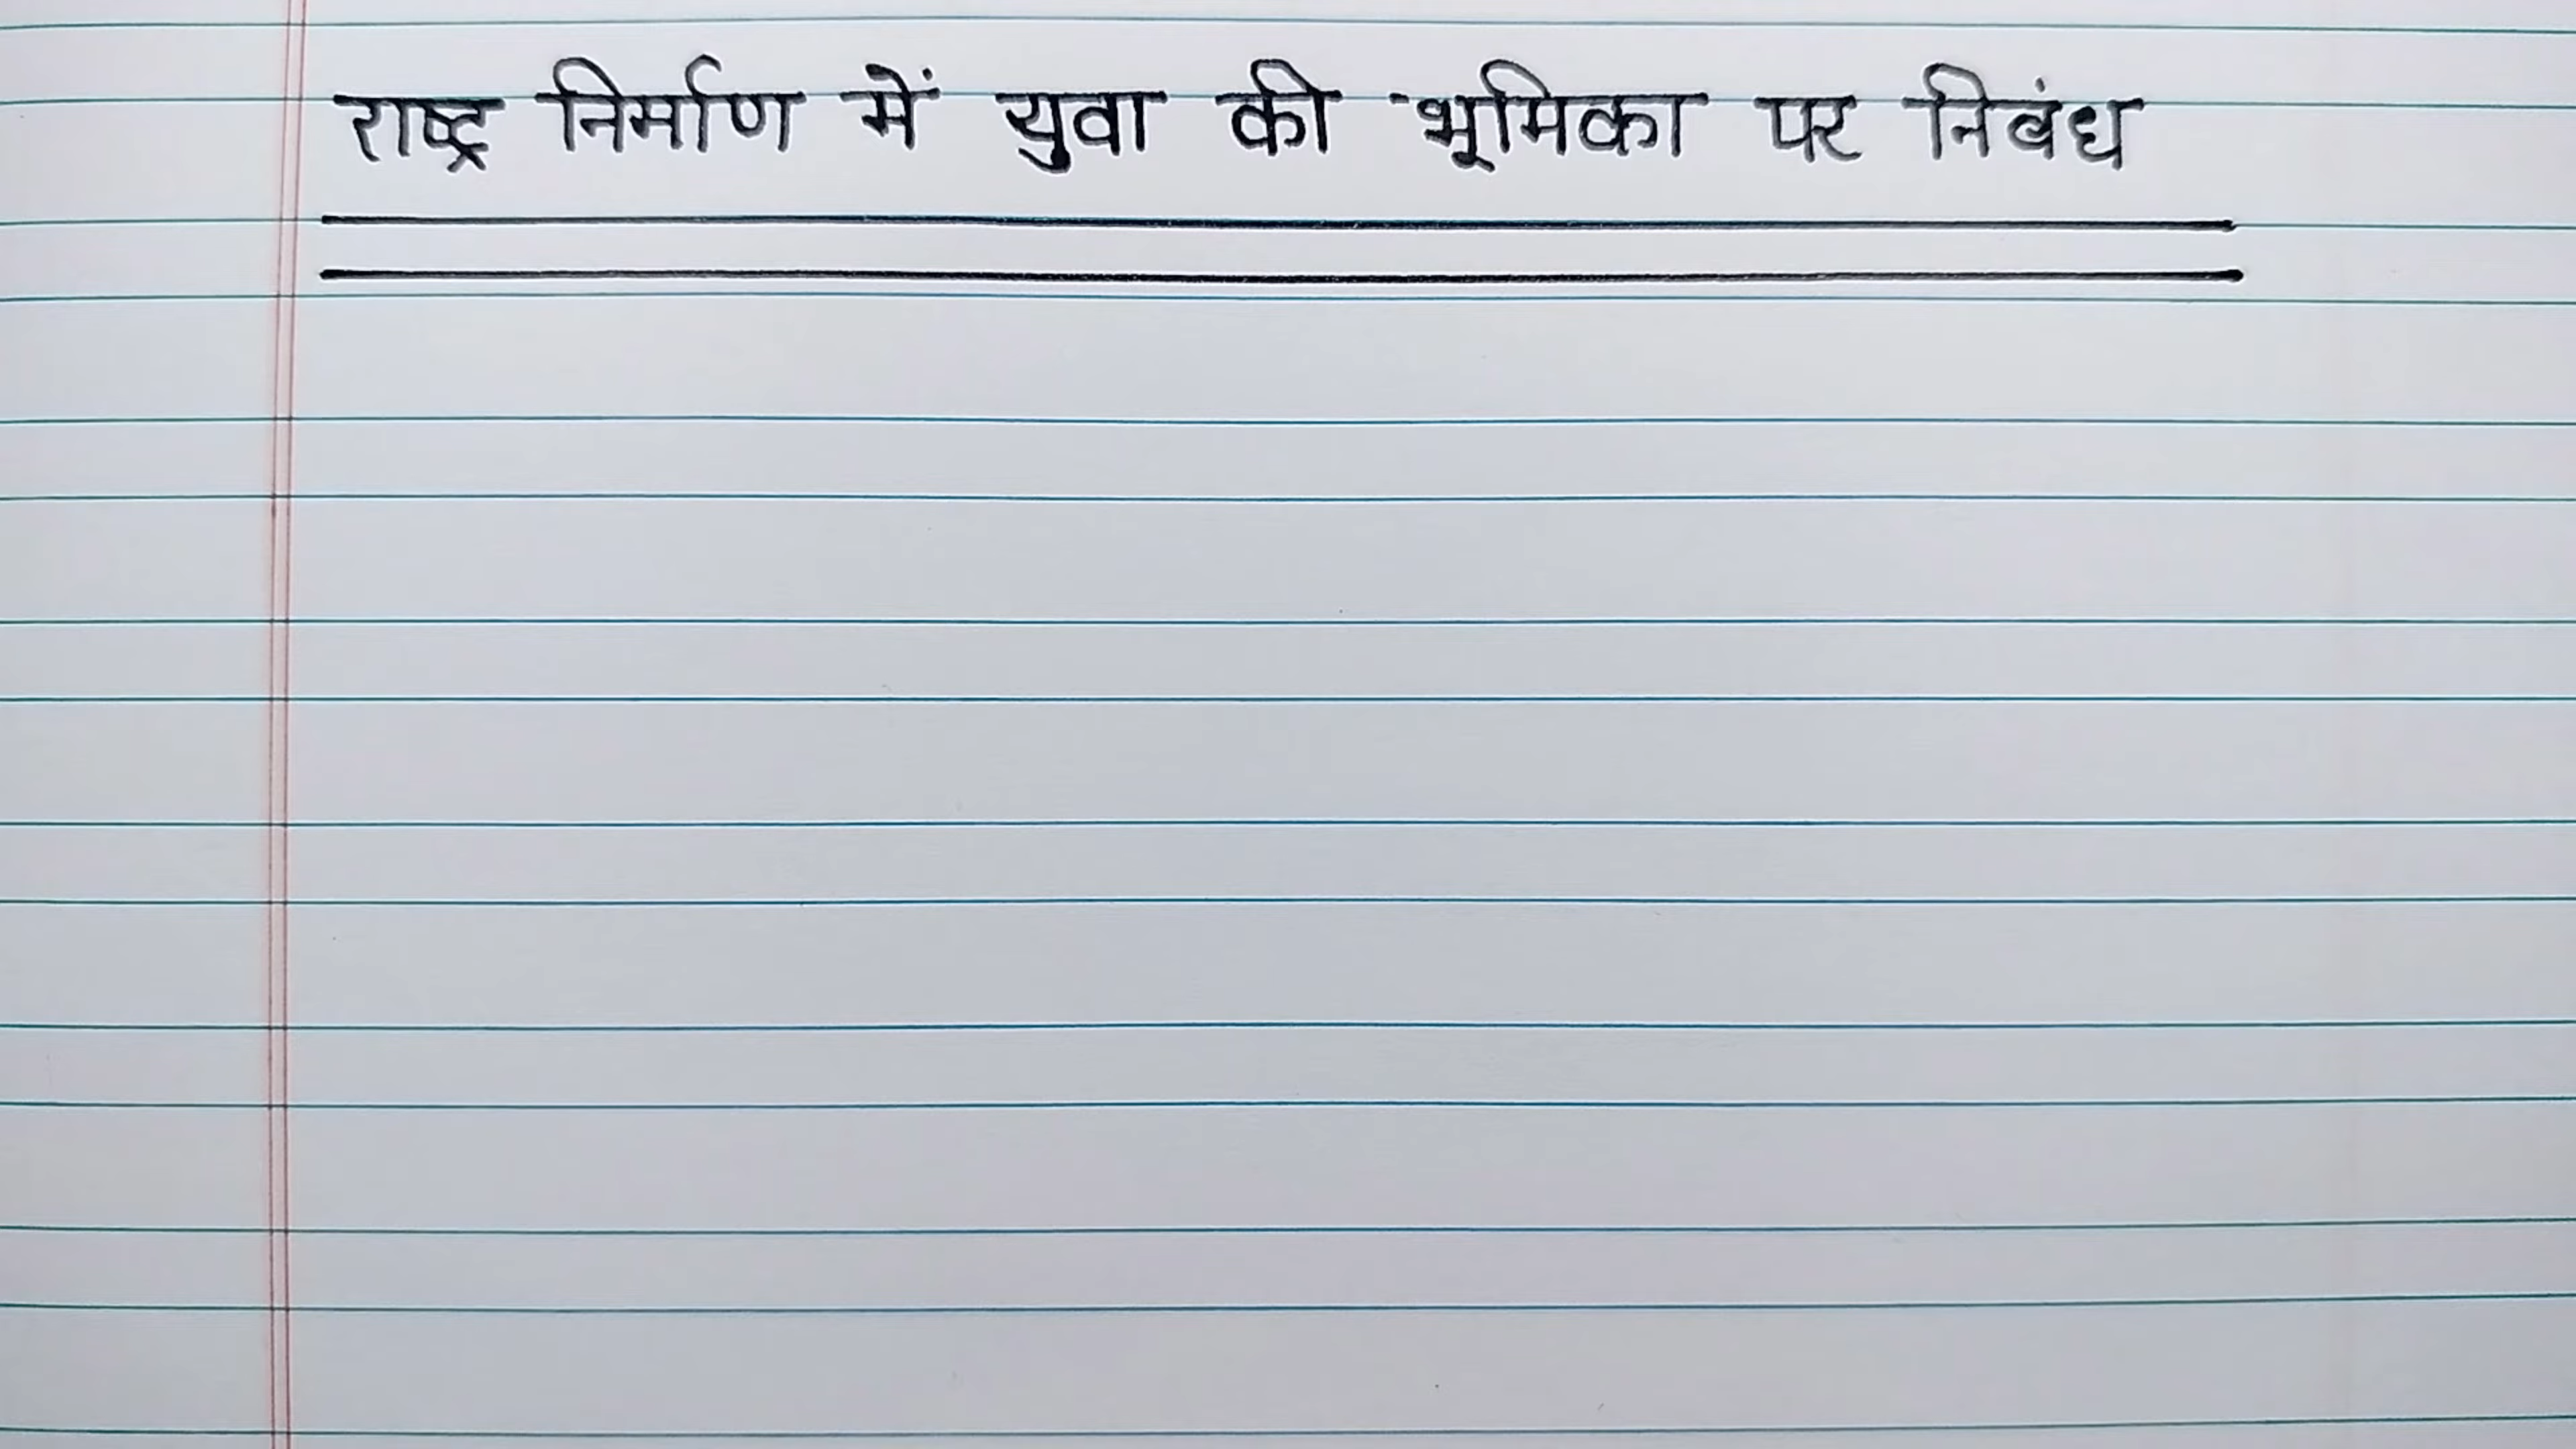 राष्ट्र निर्माण में युवा की भूमिका पर निबंध